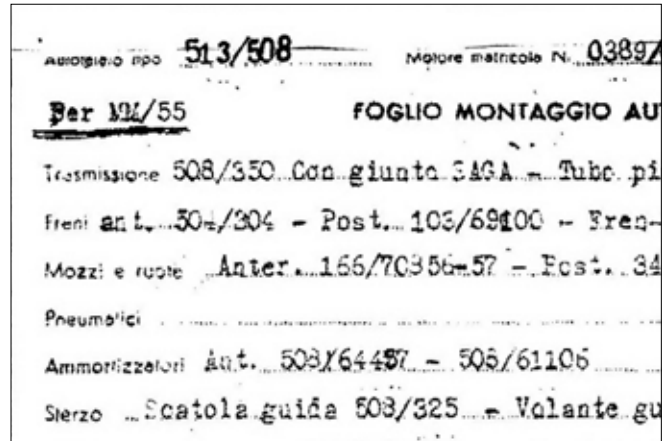 Autotelaio tipo 513/508 Motore matricola N. 0389/
Per MM/55 FOGLIO MONTAGGIO AU
Trasmissione 508/350 Con giunto SAGA - Tubo pi
Freni ant. 504/304 - Post. 103/69100 - Fren-
Mozzi e ruote Anter. 166/70356-57 - Post. 34
Pneumatici
Ammortizzatori Ant. 508/64457 - 508/61106
Sterzo Scatola guida 508/325 - Volante gu